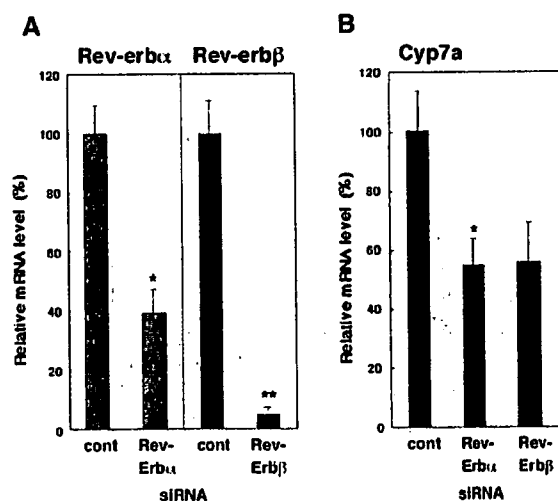 A
Rev-erbα Rev-erbβ
Relative mRNA level (%)
120
100
80
60
40
20
0
*
**
cont Rev-Erbα cont Rev-Erbβ
siRNA
B
Cyp7a
Relative mRNA level (%)
120
100
80
60
40
20
0
*
cont Rev-Erbα Rev-Erbβ
siRNA